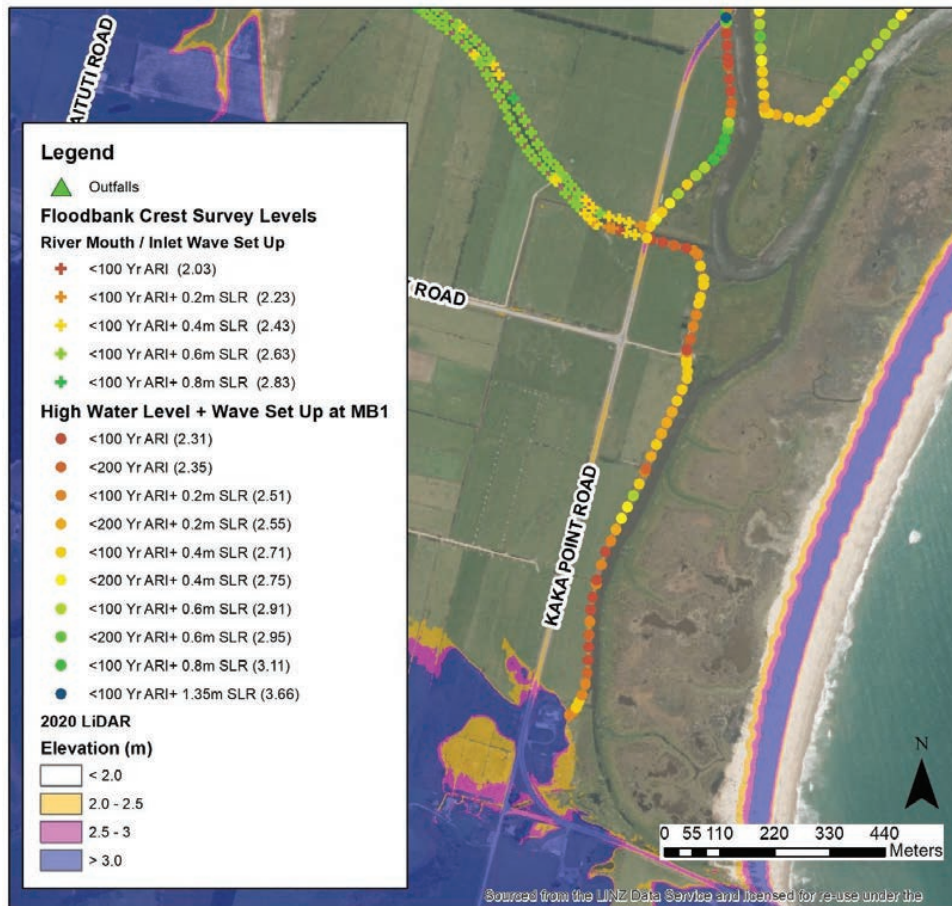 AITUTI ROAD
Legend
Outfalls
Floodbank Crest Survey Levels
River Mouth / Inlet Wave Set Up
<100 Yr ARI (2.03)
<100 Yr ARI+ 0.2m SLR (2.23)
<100 Yr ARI+ 0.4m SLR (2.43)
<100 Yr ARI+ 0.6m SLR (2.63)
<100 Yr ARI+ 0.8m SLR (2.83)
High Water Level + Wave Set Up at MB1
<100 Yr ARI (2.31)
<200 Yr ARI (2.35)
<100 Yr ARI+ 0.2m SLR (2.51)
<200 Yr ARI+ 0.2m SLR (2.55)
<100 Yr ARI+ 0.4m SLR (2.71)
<200 Yr ARI+ 0.4m SLR (2.75)
<100 Yr ARI+ 0.6m SLR (2.91)
<200 Yr ARI+ 0.6m SLR (2.95)
<100 Yr ARI+ 0.8m SLR (3.11)
<100 Yr ARI+ 1.35m SLR (3.66)
2020 LiDAR
Elevation (m)
< 2.0
2.0 - 2.5
2.5 - 3
> 3.0
ROAD
KAKA POINT ROAD
N
0 55 110 220 330 440
Meters
Sourced from the LINZ Data Service and licensed for re-use under the